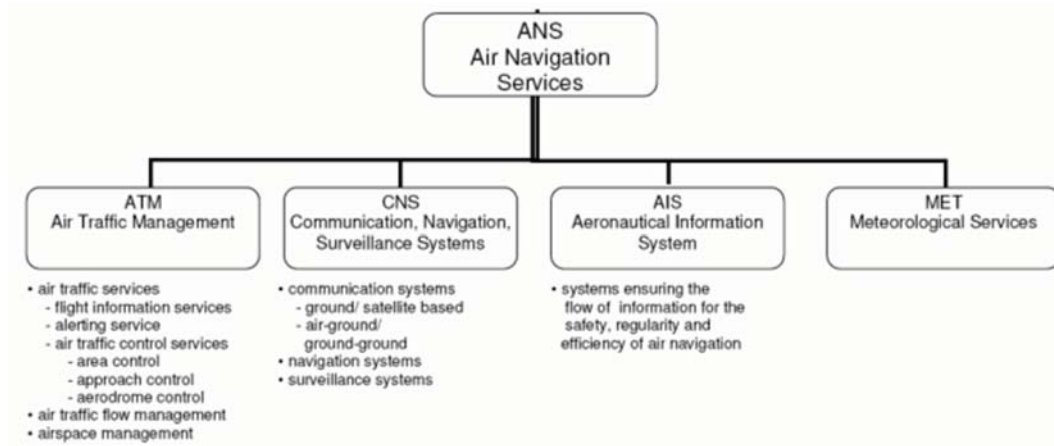 ANS
Air Navigation
Services
ATM
Air Traffic Management
CNS
Communication, Navigation,
Surveillance Systems
AIS
Aeronautical Information
System
MET
Meteorological Services
• air traffic services
- flight information services
- alerting service
- air traffic control services
- area control
- approach control
- aerodrome control
• air traffic flow management
• airspace management
• communication systems
- ground/ satellite based
- air-ground/
ground-ground
• navigation systems
• surveillance systems
• systems ensuring the
flow of information for the
safety, regularity and
efficiency of air navigation